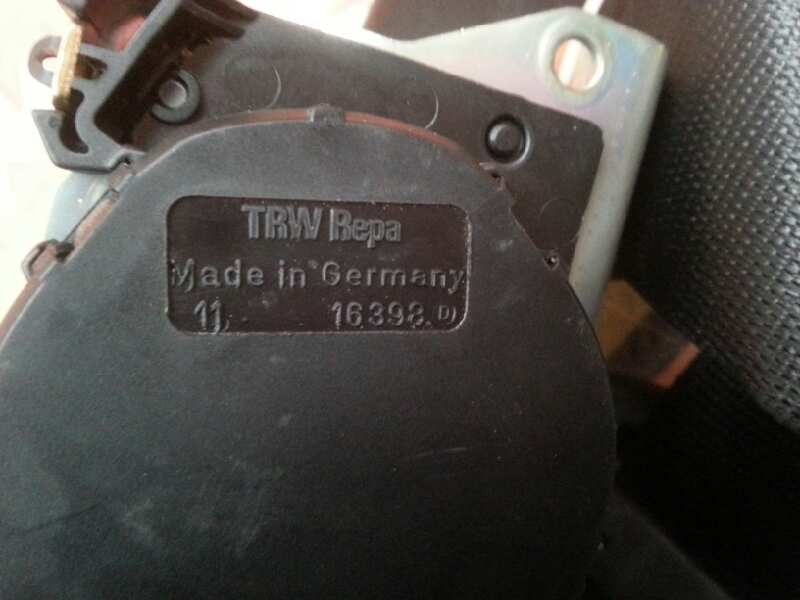 TRW Repa
Made in Germany
11 16398 D)